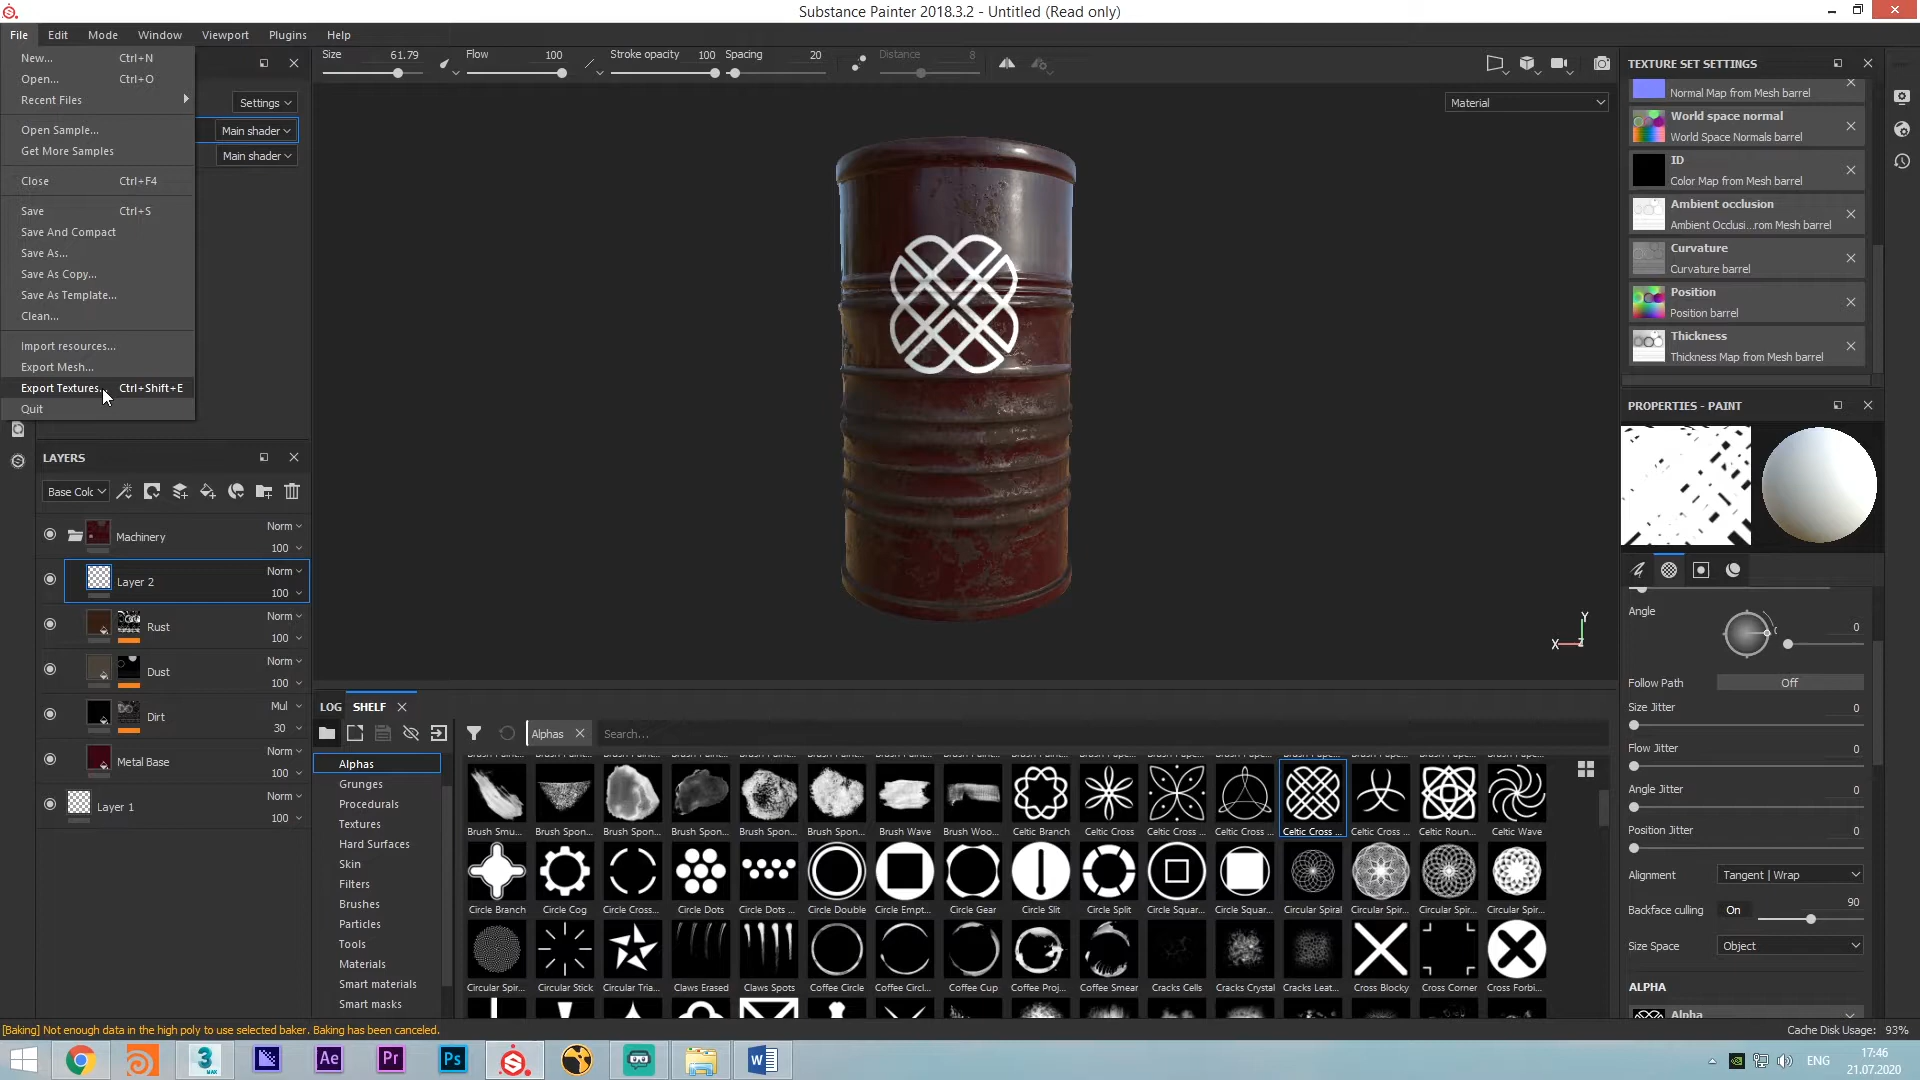 Substance Painter 2018.3.2 - Untitled (Read only)
File Edit Mode Window Viewport Plugins Help
New... Ctrl+N
Open... Ctrl+O
Recent Files
Open Sample...
Get More Samples
Close Ctrl+F4
Save Ctrl+S
Save And Compact
Save As...
Save As Copy...
Save As Template...
Clean...
Import resources...
Export Mesh...
Export Textures... Ctrl+Shift+E
Quit
Settings
Main shader
Main shader
Size 61.79 Flow 100 Stroke opacity 100 Spacing 20 Distance 8
Material
Y
X
Z
LAYERS
Base Colc
Machinery Norm 100
Layer 2 Norm 100
Rust Norm 100
Dust Norm 100
Dirt Mul 30
Metal Base Norm 100
Layer 1 Norm 100
LOG SHELF
Alphas Search...
Alphas
Grunges
Procedurals
Textures
Hard Surfaces
Skin
Filters
Brushes
Particles
Tools
Materials
Smart materials
Smart masks
Brush Smu... Brush Spon... Brush Spon... Brush Spon... Brush Spon... Brush Spon... Brush Wave Brush Woo... Celtic Branch Celtic Cross Celtic Cross ... Celtic Cross ... Celtic Cross ... Celtic Cross ... Celtic Roun... Celtic Wave
Circle Branch Circle Cog Circle Cross... Circle Dots Circle Dots ... Circle Double Circle Empt... Circle Gear Circle Slit Circle Split Circle Squar... Circle Squar... Circular Spiral Circular Spir... Circular Spir... Circular Spir...
Circular Spir... Circular Stick Circular Tria... Claws Erased Claws Spots Coffee Circle Coffee Circl... Coffee Cup Coffee Proj... Coffee Smear Cracks Cells Cracks Crystal Cracks Leat... Cross Blocky Cross Corner Cross Forbi...
TEXTURE SET SETTINGS
Normal Map from Mesh barrel
World space normal
World Space Normals barrel
ID
Color Map from Mesh barrel
Ambient occlusion
Ambient Occlusi...rom Mesh barrel
Curvature
Curvature barrel
Position
Position barrel
Thickness
Thickness Map from Mesh barrel
PROPERTIES - PAINT
Angle 0
Follow Path Off
Size Jitter 0
Flow Jitter 0
Angle Jitter 0
Position Jitter 0
Alignment Tangent | Wrap
Backface culling On 90
Size Space Object
ALPHA
Alpha
[Baking] Not enough data in the high poly to use selected baker. Baking has been canceled.
Cache Disk Usage: 93%
3 MAX Ae Pr Ps W
ENG
17:46
21.07.2020